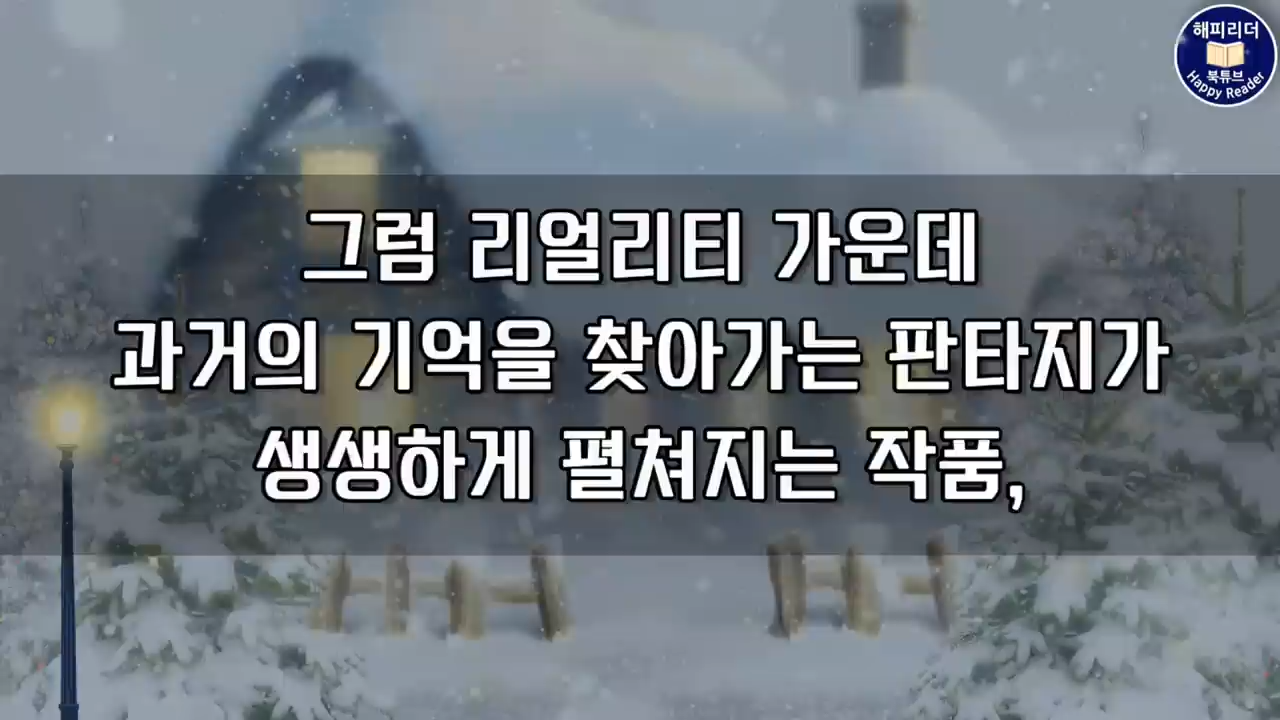 해피리더
북튜브
Happy Reader
그럼 리얼리티 가운데
과거의 기억을 찾아가는 판타지가
생생하게 펼쳐지는 작품,